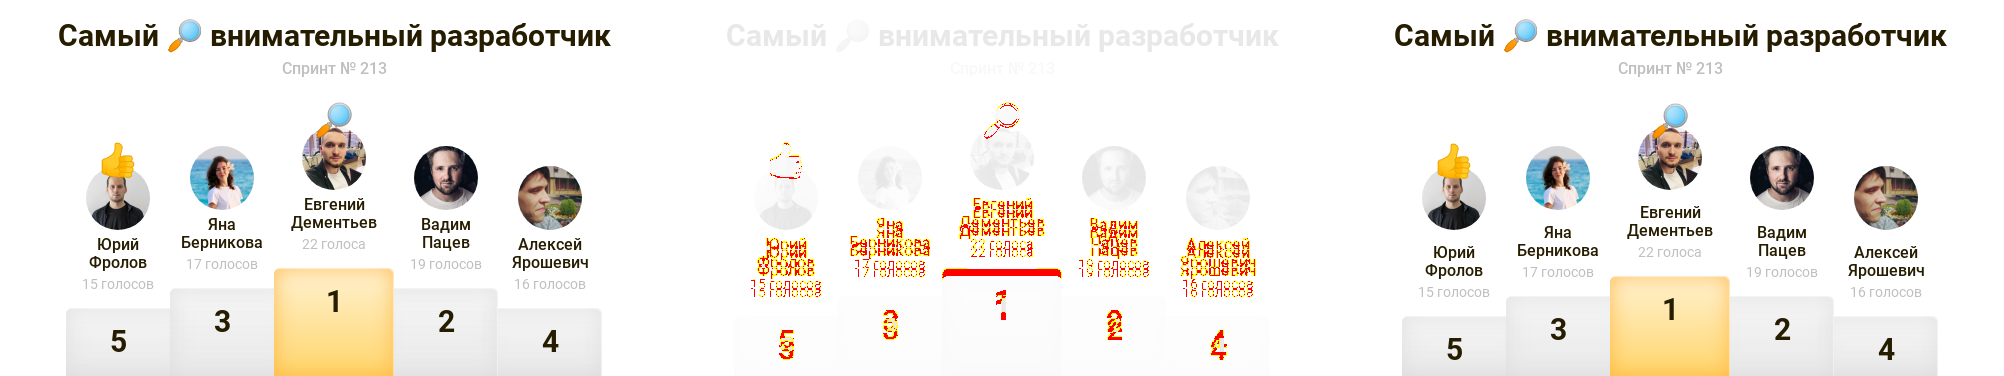 Самый 🔎 внимательный разработчик
Спринт № 213
Евгений
Дементьев
22 голоса
Яна
Берникова
17 голосов
Вадим
Пацев
19 голосов
Юрий
Фролов
15 голосов
Алексей
Ярошевич
16 голосов
5
3
1
2
4
Самый 🔎 внимательный разработчик
Спринт № 213
Евгений
Дементьев
22 голоса
Яна
Берникова
17 голосов
Вадим
Пацев
19 голосов
Юрий
Фролов
15 голосов
Алексей
Ярошевич
16 голосов
5
3
1
2
4
Самый 🔎 внимательный разработчик
Спринт № 213
Евгений
Дементьев
22 голоса
Яна
Берникова
17 голосов
Вадим
Пацев
19 голосов
Юрий
Фролов
15 голосов
Алексей
Ярошевич
16 голосов
5
3
1
2
4